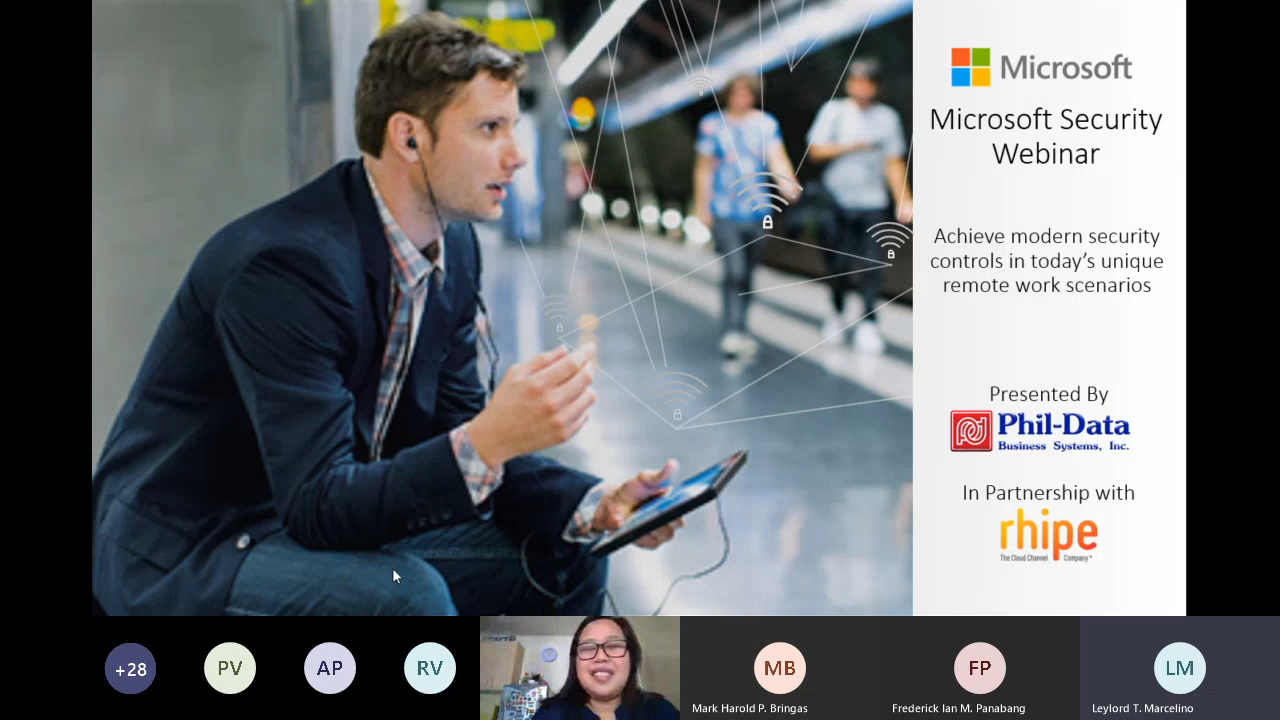 Microsoft
Microsoft Security
Webinar
Achieve modern security
controls in today's unique
remote work scenarios
Presented By
Phil-Data
Business Systems, Inc.
In Partnership with
rhipe
The Cloud Channel Company™
+28
PV
AP
RV
MB
FP
LM
Mark Harold P. Bringas
Frederick Ian M. Panabang
Leylord T. Marcelino